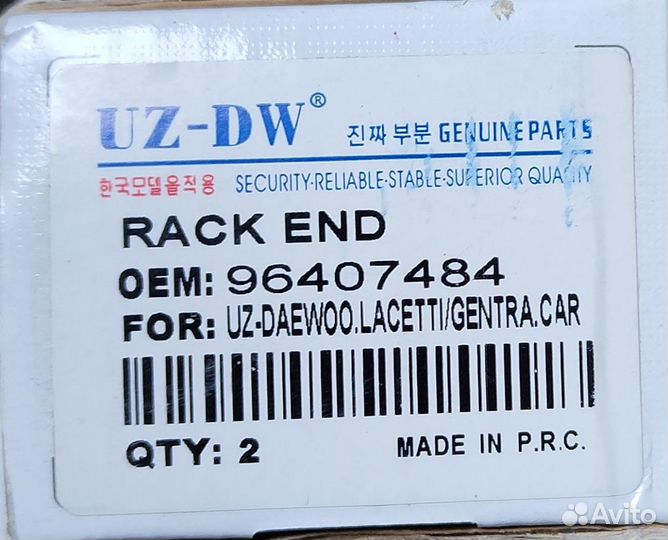 UZ-DW® 진짜 부분 GENUINE PARTS
한국모델올적용 SECURITY·RELIABLE·STABLE·SUPERIOR QUALITY
RACK END
OEM: 96407484
FOR: UZ-DAEWOO.LACETTI/GENTRA.CAR
QTY: 2 MADE IN P.R.C.
Avito